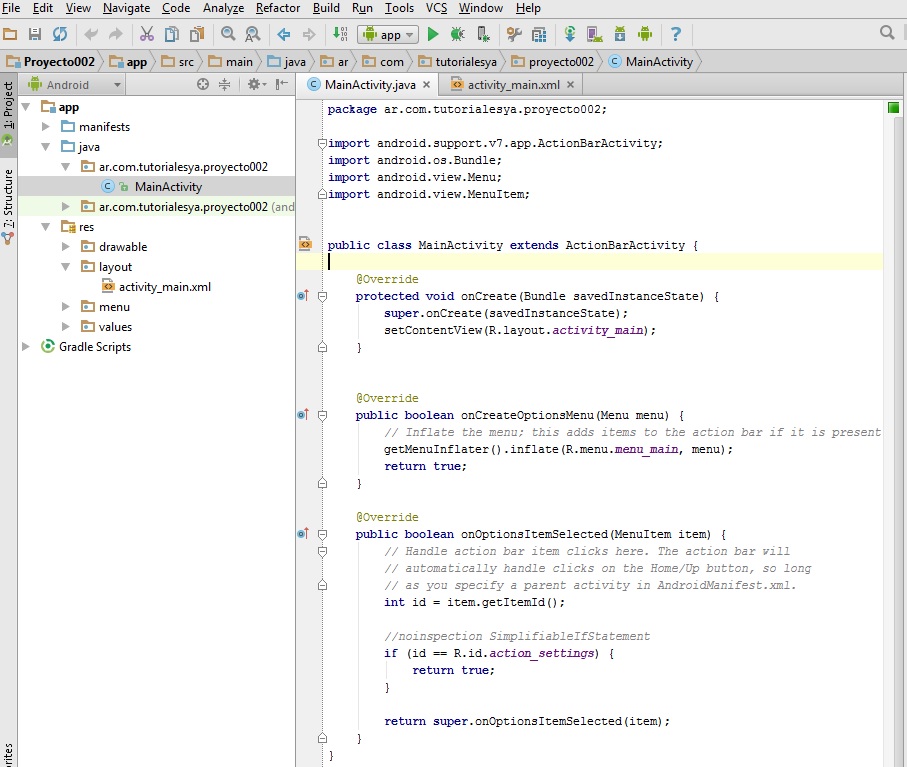 File Edit View Navigate Code Analyze Refactor Build Run Tools VCS Window Help
app
Proyecto002 app src main java ar com tutorialesya proyecto002 MainActivity
1: Project
7: Structure
rites
Android
app
manifests
java
ar.com.tutorialesya.proyecto002
MainActivity
ar.com.tutorialesya.proyecto002 (and
res
drawable
layout
activity_main.xml
menu
values
Gradle Scripts
MainActivity.java activity_main.xml
package ar.com.tutorialesya.proyecto002;
import android.support.v7.app.ActionBarActivity;
import android.os.Bundle;
import android.view.Menu;
import android.view.MenuItem;
public class MainActivity extends ActionBarActivity {
@Override
protected void onCreate(Bundle savedInstanceState) {
super.onCreate(savedInstanceState);
setContentView(R.layout.activity_main);
}
@Override
public boolean onCreateOptionsMenu(Menu menu) {
// Inflate the menu; this adds items to the action bar if it is present
getMenuInflater().inflate(R.menu.menu_main, menu);
return true;
}
@Override
public boolean onOptionsItemSelected(MenuItem item) {
// Handle action bar item clicks here. The action bar will
// automatically handle clicks on the Home/Up button, so long
// as you specify a parent activity in AndroidManifest.xml.
int id = item.getItemId();
//noinspection SimplifiableIfStatement
if (id == R.id.action_settings) {
return true;
}
return super.onOptionsItemSelected(item);
}
}